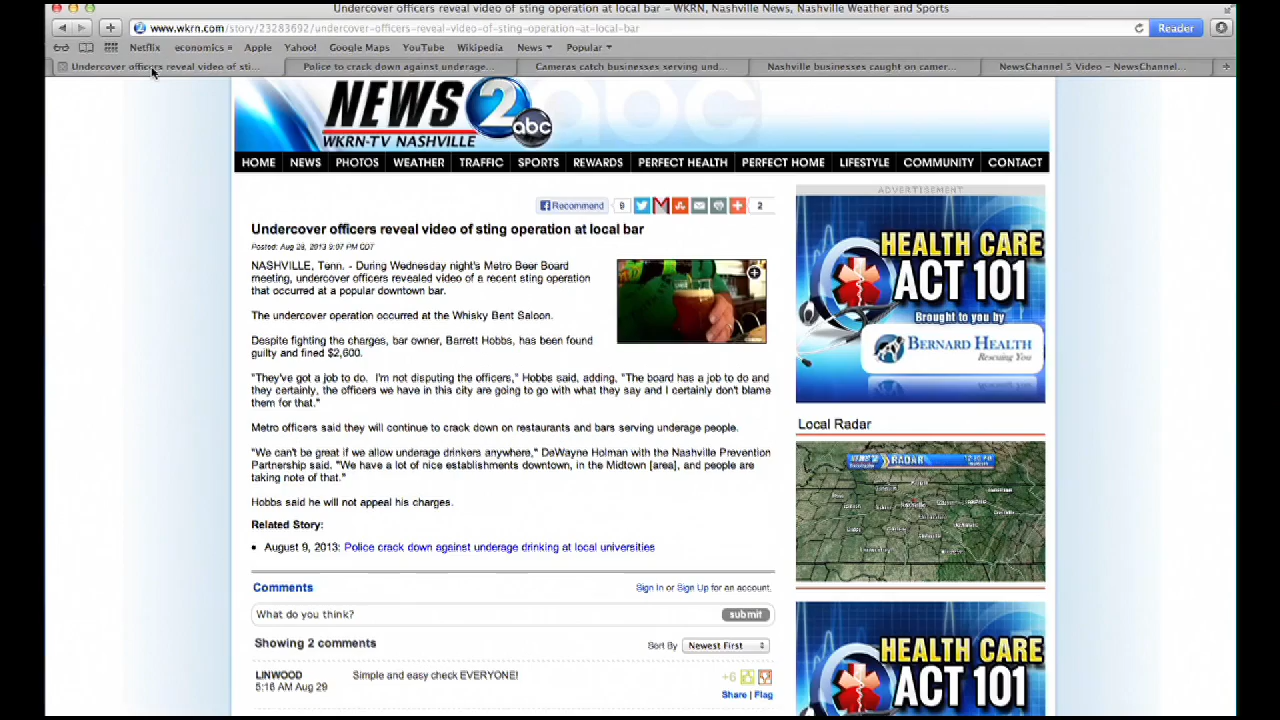 Undercover officers reveal video of sting operation at local bar – WKRN, Nashville News, Nashville Weather and Sports
www.wkrn.com/story/23283692/undercover-officers-reveal-video-of-sting-operation-at-local-bar
Reader
Netflix economics Apple Yahoo! Google Maps YouTube Wikipedia News Popular
Undercover officers reveal video of sti... Police to crack down against underage... Cameras catch businesses serving und... Nashville businesses caught on camer... NewsChannel 5 Video – NewsChannel...
NEWS 2 abc
WKRN-TV NASHVILLE
abc
HOME NEWS PHOTOS WEATHER TRAFFIC SPORTS REWARDS PERFECT HEALTH PERFECT HOME LIFESTYLE COMMUNITY CONTACT
ADVERTISEMENT
Recommend 9 2
Undercover officers reveal video of sting operation at local bar
Posted: Aug 28, 2013 9:07 PM CDT
NASHVILLE, Tenn. - During Wednesday night's Metro Beer Board
meeting, undercover officers revealed video of a recent sting operation
that occurred at a popular downtown bar.
The undercover operation occurred at the Whisky Bent Saloon.
Despite fighting the charges, bar owner, Barrett Hobbs, has been found
guilty and fined $2,600.
"They've got a job to do. I'm not disputing the officers," Hobbs said, adding, "The board has a job to do and
they certainly, the officers we have in this city are going to go with what they say and I certainly don't blame
them for that."
Metro officers said they will continue to crack down on restaurants and bars serving underage people.
"We can't be great if we allow underage drinkers anywhere," DeWayne Holman with the Nashville Prevention
Partnership said. "We have a lot of nice establishments downtown, in the Midtown [area], and people are
taking note of that."
Hobbs said he will not appeal his charges.
Related Story:
• August 9, 2013: Police crack down against underage drinking at local universities
Comments
Sign In or Sign Up for an account.
What do you think?
submit
Showing 2 comments
Sort By Newest First
LINWOOD
5:16 AM Aug 29
Simple and easy check EVERYONE!
+6
Share | Flag
HEALTH CARE
ACT 101
Brought to you by
BERNARD HEALTH
Rescuing You
Local Radar
RADAR
HEALTH CARE
ACT 101